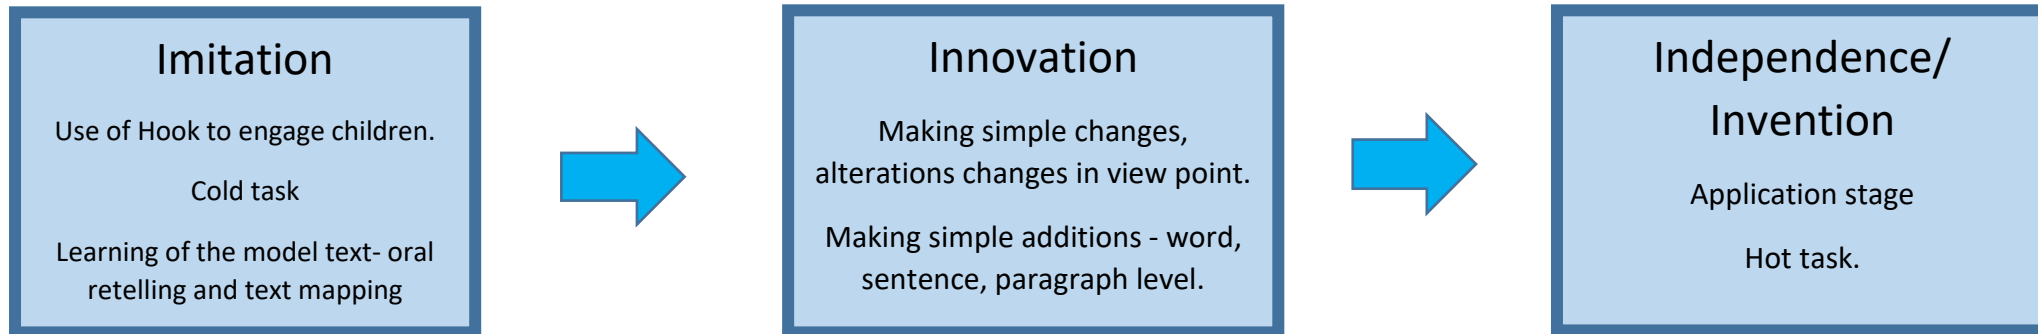 Imitation
Use of Hook to engage children.
Cold task
Learning of the model text- oral
retelling and text mapping
Innovation
Making simple changes,
alterations changes in view point.
Making simple additions - word,
sentence, paragraph level.
Independence/
Invention
Application stage
Hot task.